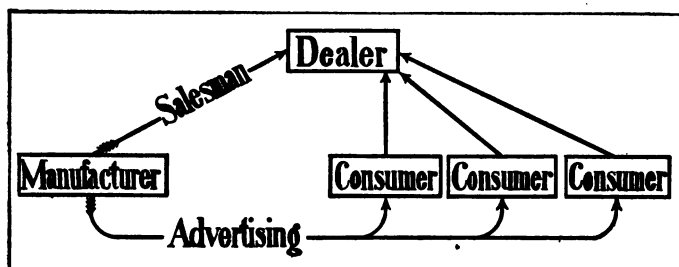 Dealer
Salesman
Manufacturer
Consumer
Consumer
Consumer
Advertising